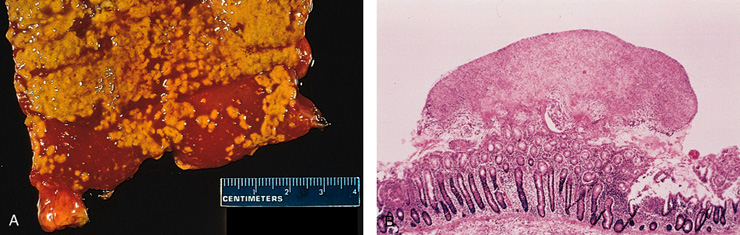 1 2 3 4
CENTIMETERS
A
B